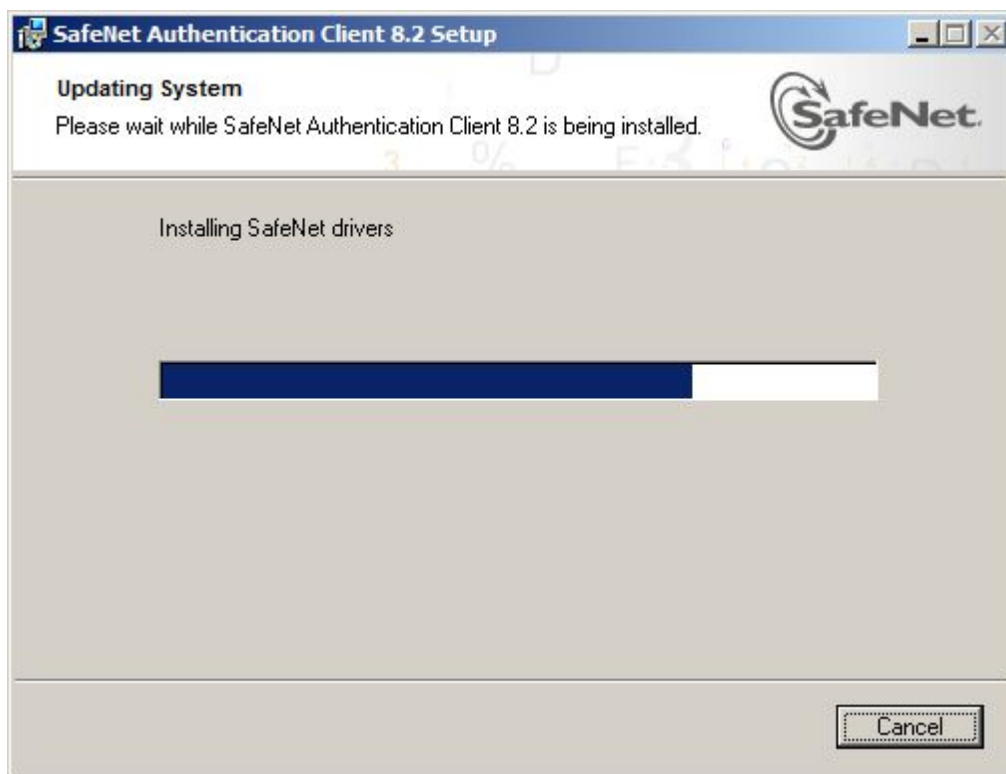 SafeNet Authentication Client 8.2 Setup
Updating System
Please wait while SafeNet Authentication Client 8.2 is being installed.
SafeNet.
Installing SafeNet drivers
Cancel